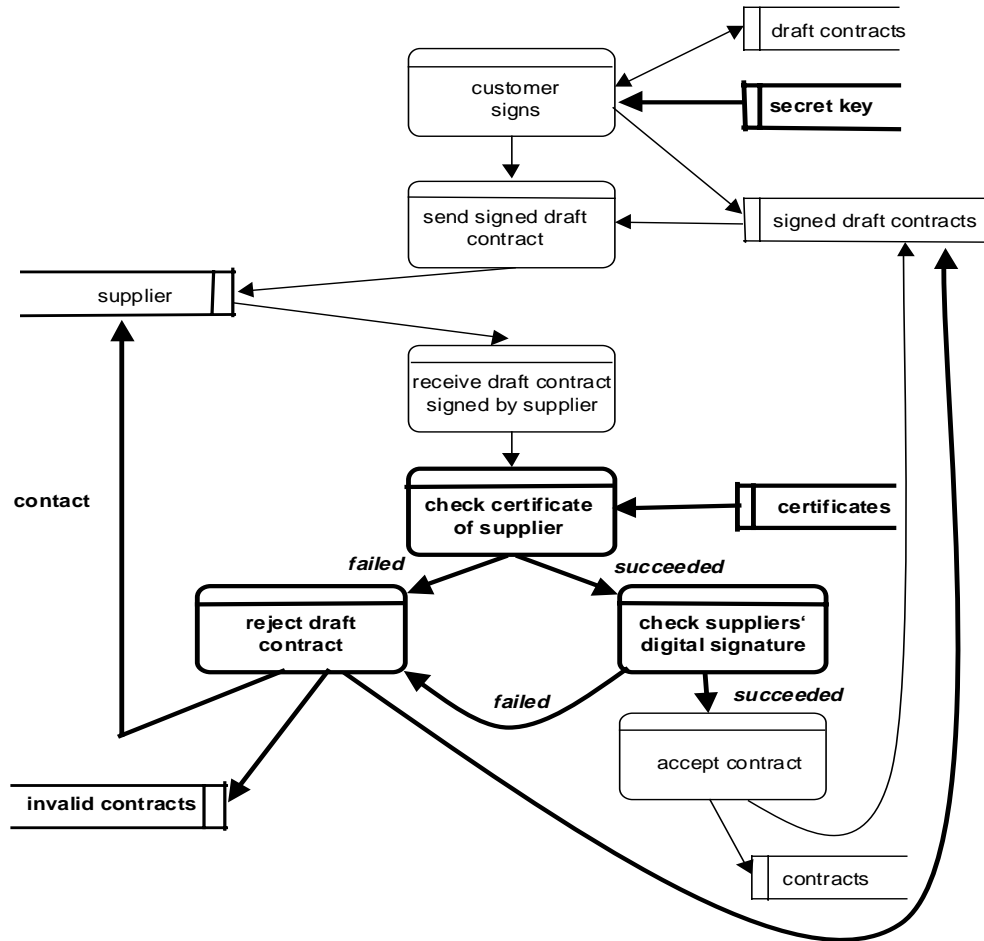 draft contracts
customer
signs
secret key
send signed draft
contract
signed draft contracts
supplier
receive draft contract
signed by supplier
contact
check certificate
of supplier
certificates
failed
succeeded
reject draft
contract
check suppliers‘
digital signature
failed
succeeded
accept contract
invalid contracts
contracts